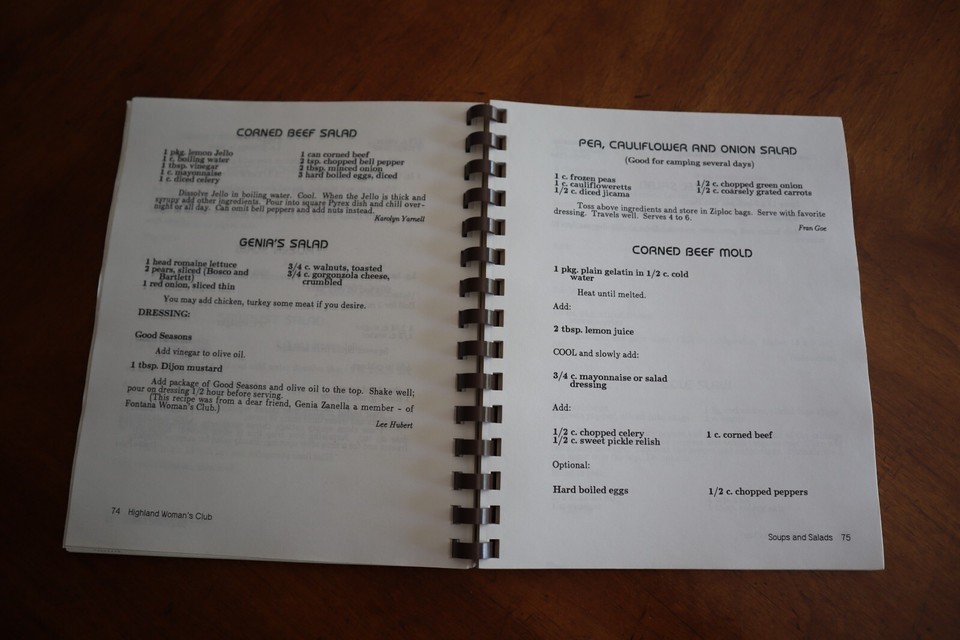 CORNED BEEF SALAD
1 pkg. lemon Jello
1 c. boiling water
1 tbsp. vinegar
1 c. mayonnaise
1 c. diced celery
1 can corned beef
2 tsp. chopped bell pepper
2 tbsp. minced onion
3 hard boiled eggs, diced
Dissolve Jello in boiling water. Cool. When the Jello is thick and
syrupy add other ingredients. Pour into square Pyrex dish and chill over-
night or all day. Can omit bell peppers and add nuts instead.
Karolyn Yarnell
GENIA'S SALAD
1 head romaine lettuce
2 pears, sliced (Bosco and
Bartlett)
1 red onion, sliced thin
3/4 c. walnuts, toasted
3/4 c. gorgonzola cheese,
crumbled
You may add chicken, turkey some meat if you desire.
DRESSING:
Good Seasons
Add vinegar to olive oil.
1 tbsp. Dijon mustard
Add package of Good Seasons and olive oil to the top. Shake well;
pour on dressing 1/2 hour before serving.
(This recipe was from a dear friend, Genia Zanella a member - of
Fontana Woman's Club.)
Lee Hubert
74 Highland Woman's Club
PEA, CAULIFLOWER AND ONION SALAD
(Good for camping several days)
1 c. frozen peas
1 c. caulifloweretts
1/2 c. diced jicama
1/2 c. chopped green onion
1/2 c. coarsely grated carrots
Toss above ingredients and store in Ziploc bags. Serve with favorite
dressing. Travels well. Serves 4 to 6.
Fran Goe
CORNED BEEF MOLD
1 pkg. plain gelatin in 1/2 c. cold
water
Heat until melted.
Add:
2 tbsp. lemon juice
COOL and slowly add:
3/4 c. mayonnaise or salad
dressing
Add:
1/2 c. chopped celery
1/2 c. sweet pickle relish
1 c. corned beef
Optional:
Hard boiled eggs
1/2 c. chopped peppers
Soups and Salads 75